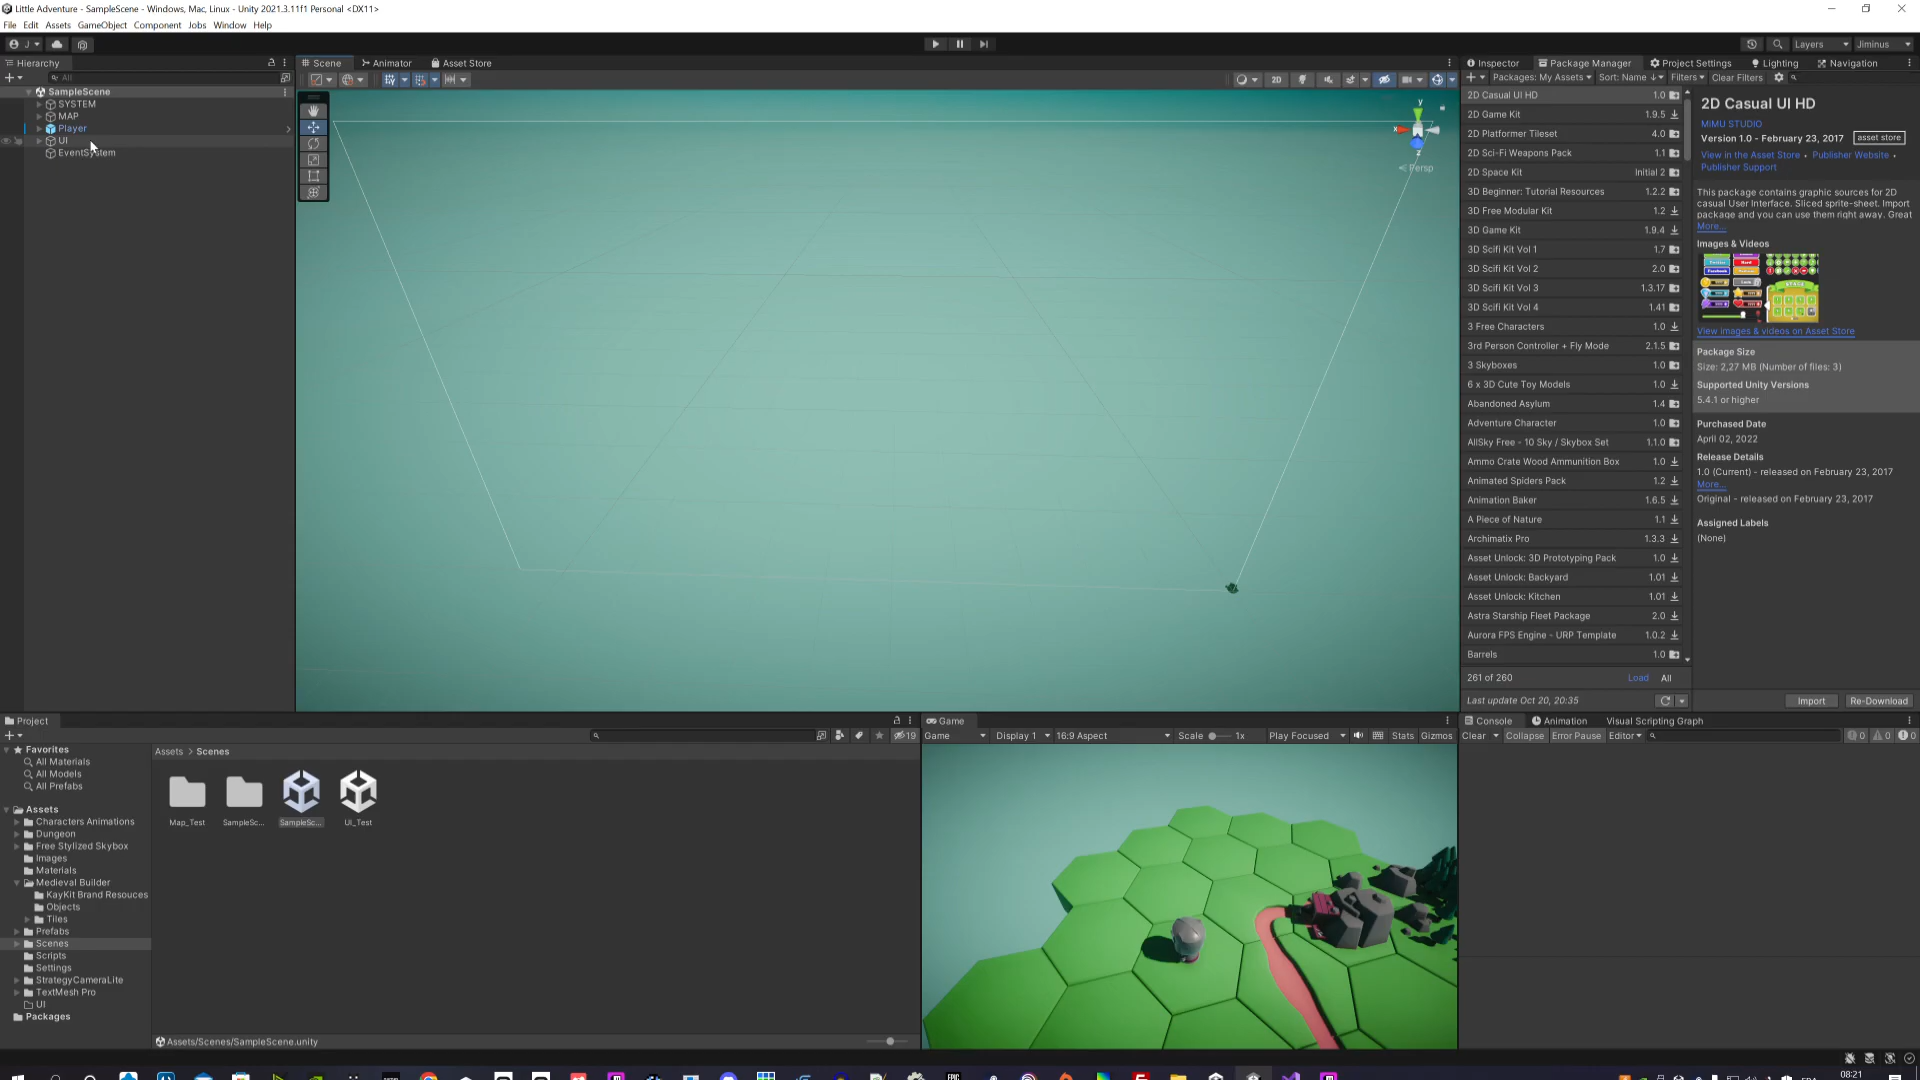 Little Adventure - SampleScene - Windows, Mac, Linux - Unity 2021.3.11f1 Personal <DX11>
File Edit Assets GameObject Component Jobs Window Help
J Layers Jiminus
Hierarchy
All
SampleScene
SYSTEM
MAP
Player
UI
EventSystem
Scene Animator Asset Store
2D
y
x
z
Persp
Inspector Package Manager Project Settings Lighting Navigation
Packages: My Assets Sort: Name Filters Clear Filters
2D Casual UI HD 1.0
2D Game Kit 1.9.5
2D Platformer Tileset 4.0
2D Sci-Fi Weapons Pack 1.1
2D Space Kit Initial 2
3D Beginner: Tutorial Resources 1.2.2
3D Free Modular Kit 1.2
3D Game Kit 1.9.4
3D Scifi Kit Vol 1 1.7
3D Scifi Kit Vol 2 2.0
3D Scifi Kit Vol 3 1.3.17
3D Scifi Kit Vol 4 1.41
3 Free Characters 1.0
3rd Person Controller + Fly Mode 2.1.5
3 Skyboxes 1.0
6 x 3D Cute Toy Models 1.0
Abandoned Asylum 1.4
Adventure Character 1.0
AllSky Free - 10 Sky / Skybox Set 1.1.0
Ammo Crate Wood Ammunition Box 1.0
Animated Spiders Pack 1.2
Animation Baker 1.6.5
A Piece of Nature 1.1
Archimatix Pro 1.3.3
Asset Unlock: 3D Prototyping Pack 1.0
Asset Unlock: Backyard 1.01
Asset Unlock: Kitchen 1.01
Astra Starship Fleet Package 2.0
Aurora FPS Engine - URP Template 1.0.2
Barrels 1.0
261 of 260 Load All
Last update Oct 20, 20:35
2D Casual UI HD
MiMU STUDIO
Version 1.0 - February 23, 2017 asset store
View in the Asset Store • Publisher Website •
Publisher Support
This package contains graphic sources for 2D
casual User Interface. Sliced sprite-sheet. Import
package and you can use them right away. Great
More...
Images & Videos
View images & videos on Asset Store
Package Size
Size: 2,27 MB (Number of files: 3)
Supported Unity Versions
5.4.1 or higher
Purchased Date
April 02, 2022
Release Details
1.0 (Current) - released on February 23, 2017
More...
Original - released on February 23, 2017
Assigned Labels
(None)
Import Re-Download
Project
19
Favorites
All Materials
All Models
All Prefabs
Assets
Characters Animations
Dungeon
Free Stylized Skybox
Images
Materials
Medieval Builder
KayKit Brand Resouces
Objects
Tiles
Prefabs
Scenes
Scripts
Settings
StrategyCameraLite
TextMesh Pro
UI
Packages
Assets > Scenes
Map_Test SampleSc... SampleSc... UI_Test
Assets/Scenes/SampleScene.unity
Game
Game Display 1 16:9 Aspect Scale 1x Play Focused Stats Gizmos
Console Animation Visual Scripting Graph
Clear Collapse Error Pause Editor 0 0 0
08:21